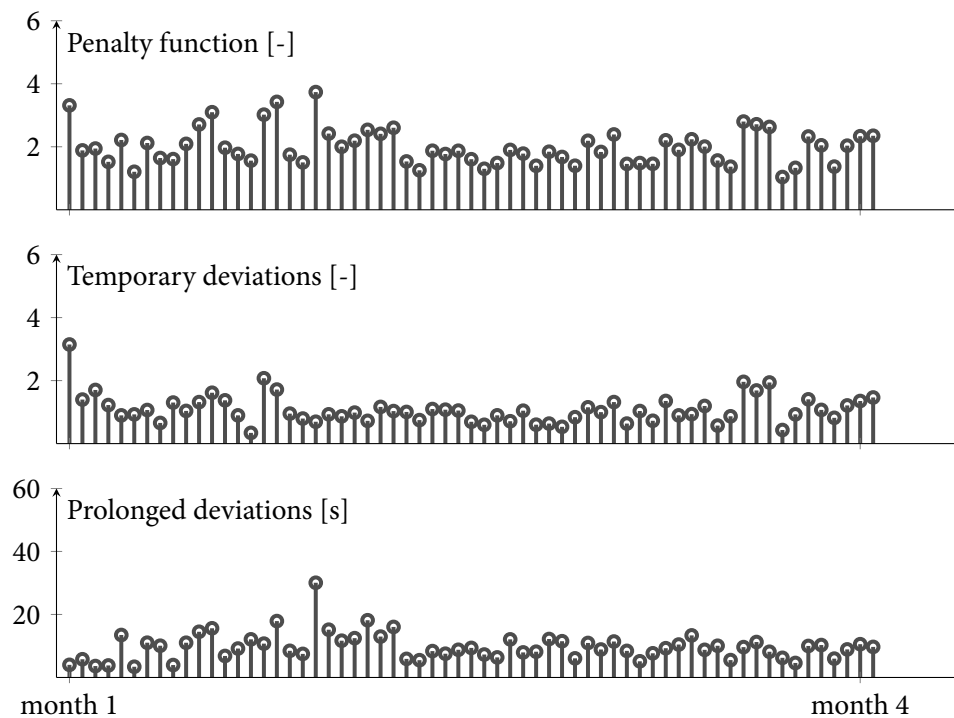 6
Penalty function [-]
4
2
6
Temporary deviations [-]
4
2
60
Prolonged deviations [s]
40
20
month 1 month 4